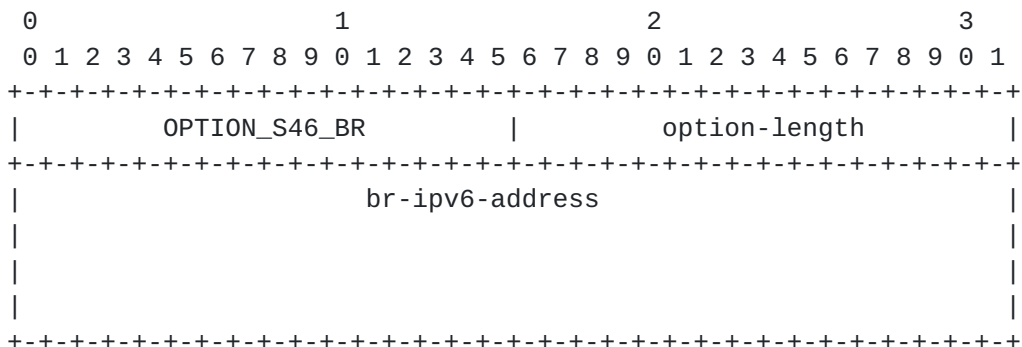 0                   1                   2                   3
 0 1 2 3 4 5 6 7 8 9 0 1 2 3 4 5 6 7 8 9 0 1 2 3 4 5 6 7 8 9 0 1
+-+-+-+-+-+-+-+-+-+-+-+-+-+-+-+-+-+-+-+-+-+-+-+-+-+-+-+-+-+-+-+-+
|         OPTION_S46_BR         |         option-length         |
+-+-+-+-+-+-+-+-+-+-+-+-+-+-+-+-+-+-+-+-+-+-+-+-+-+-+-+-+-+-+-+-+
|                      br-ipv6-address                          |
|                                                               |
|                                                               |
|                                                               |
+-+-+-+-+-+-+-+-+-+-+-+-+-+-+-+-+-+-+-+-+-+-+-+-+-+-+-+-+-+-+-+-+